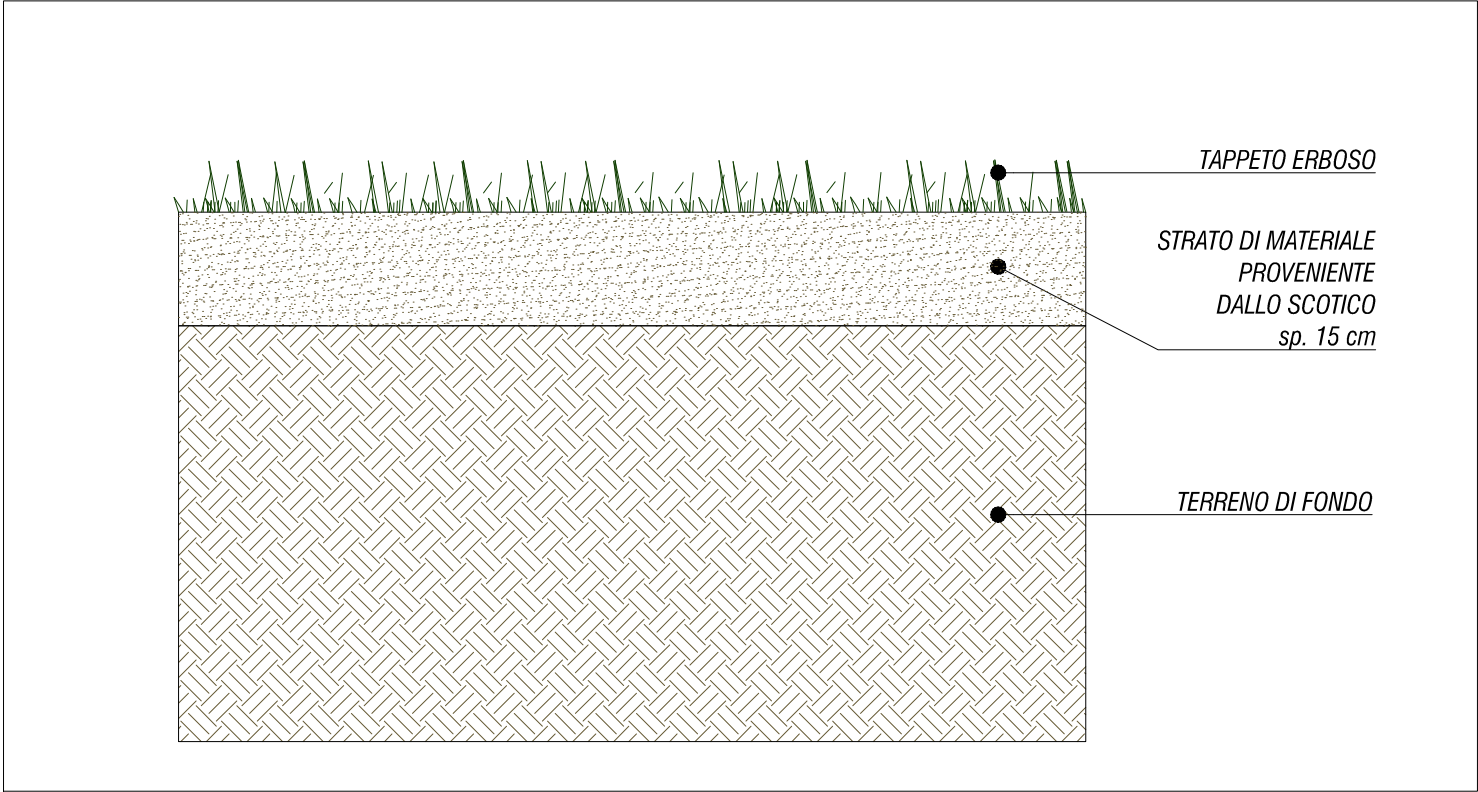 TAPPETO ERBOSO
STRATO DI MATERIALE
PROVENIENTE
DALLO SCOTICO
sp. 15 cm
TERRENO DI FONDO